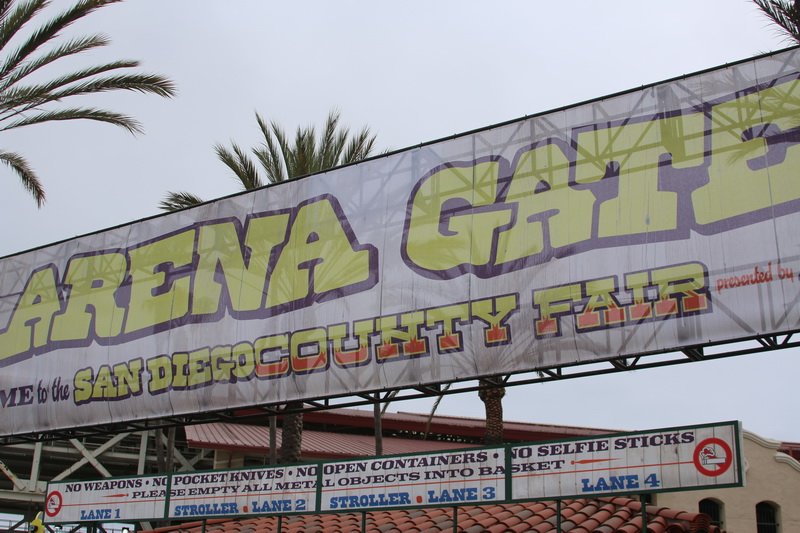 ARENA GATE
ME to the SAN DIEGO COUNTY FAIR presented by
NO WEAPONS · NO POCKET KNIVES · NO OPEN CONTAINERS · NO SELFIE STICKS
PLEASE EMPTY ALL METAL OBJECTS INTO BASKET
LANE 1 STROLLER · LANE 2 STROLLER · LANE 3 LANE 4